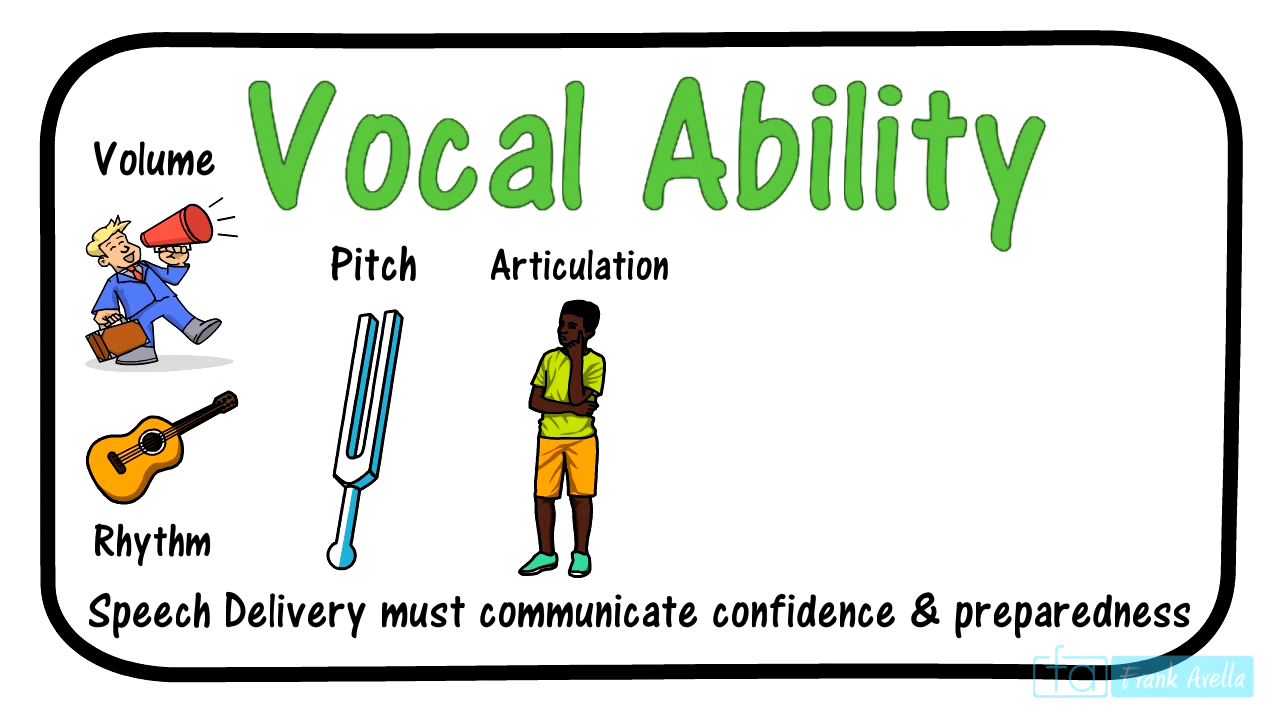 Vocal Ability
Volume
Pitch
Articulation
Rhythm
Speech Delivery must communicate confidence & preparedness
fa Frank Avella